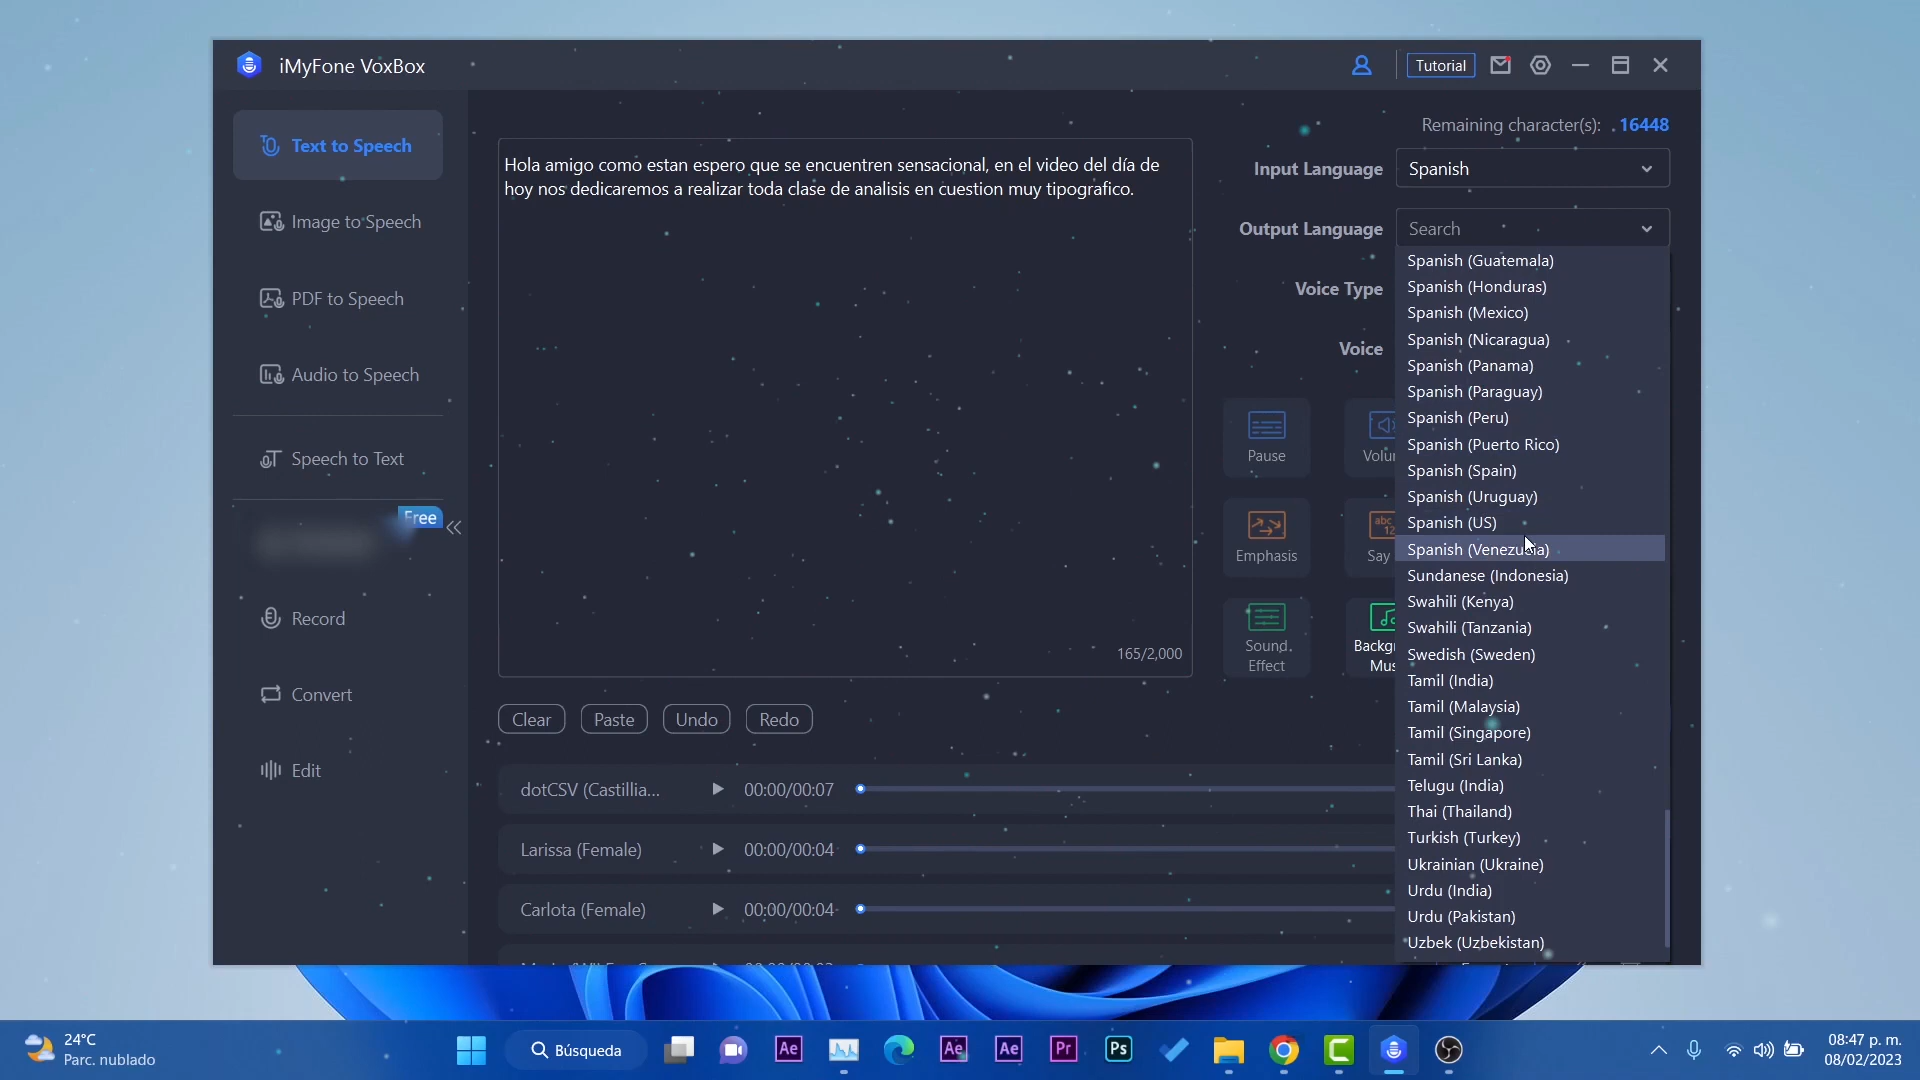 iMyFone VoxBox
Tutorial
Text to Speech
Image to Speech
PDF to Speech
Audio to Speech
Speech to Text
Free
Record
Convert
Edit
Hola amigo como estan espero que se encuentren sensacional, en el video del día de
hoy nos dedicaremos a realizar toda clase de analisis en cuestion muy tipografico.
165/2,000
Clear
Paste
Undo
Redo
dotCSV (Castillia...
00:00/00:07
Larissa (Female)
00:00/00:04
Carlota (Female)
00:00/00:04
Remaining character(s): 16448
Input Language
Spanish
Output Language
Search
Voice Type
Voice
Pause
Emphasis
Say
Sound
Effect
Spanish (Guatemala)
Spanish (Honduras)
Spanish (Mexico)
Spanish (Nicaragua)
Spanish (Panama)
Spanish (Paraguay)
Spanish (Peru)
Spanish (Puerto Rico)
Spanish (Spain)
Spanish (Uruguay)
Spanish (US)
Spanish (Venezuela)
Sundanese (Indonesia)
Swahili (Kenya)
Swahili (Tanzania)
Swedish (Sweden)
Tamil (India)
Tamil (Malaysia)
Tamil (Singapore)
Tamil (Sri Lanka)
Telugu (India)
Thai (Thailand)
Turkish (Turkey)
Ukrainian (Ukraine)
Urdu (India)
Urdu (Pakistan)
Uzbek (Uzbekistan)
24°C
Parc. nublado
Búsqueda
Ae
Ae
Ae
Pr
Ps
08:47 p. m.
08/02/2023